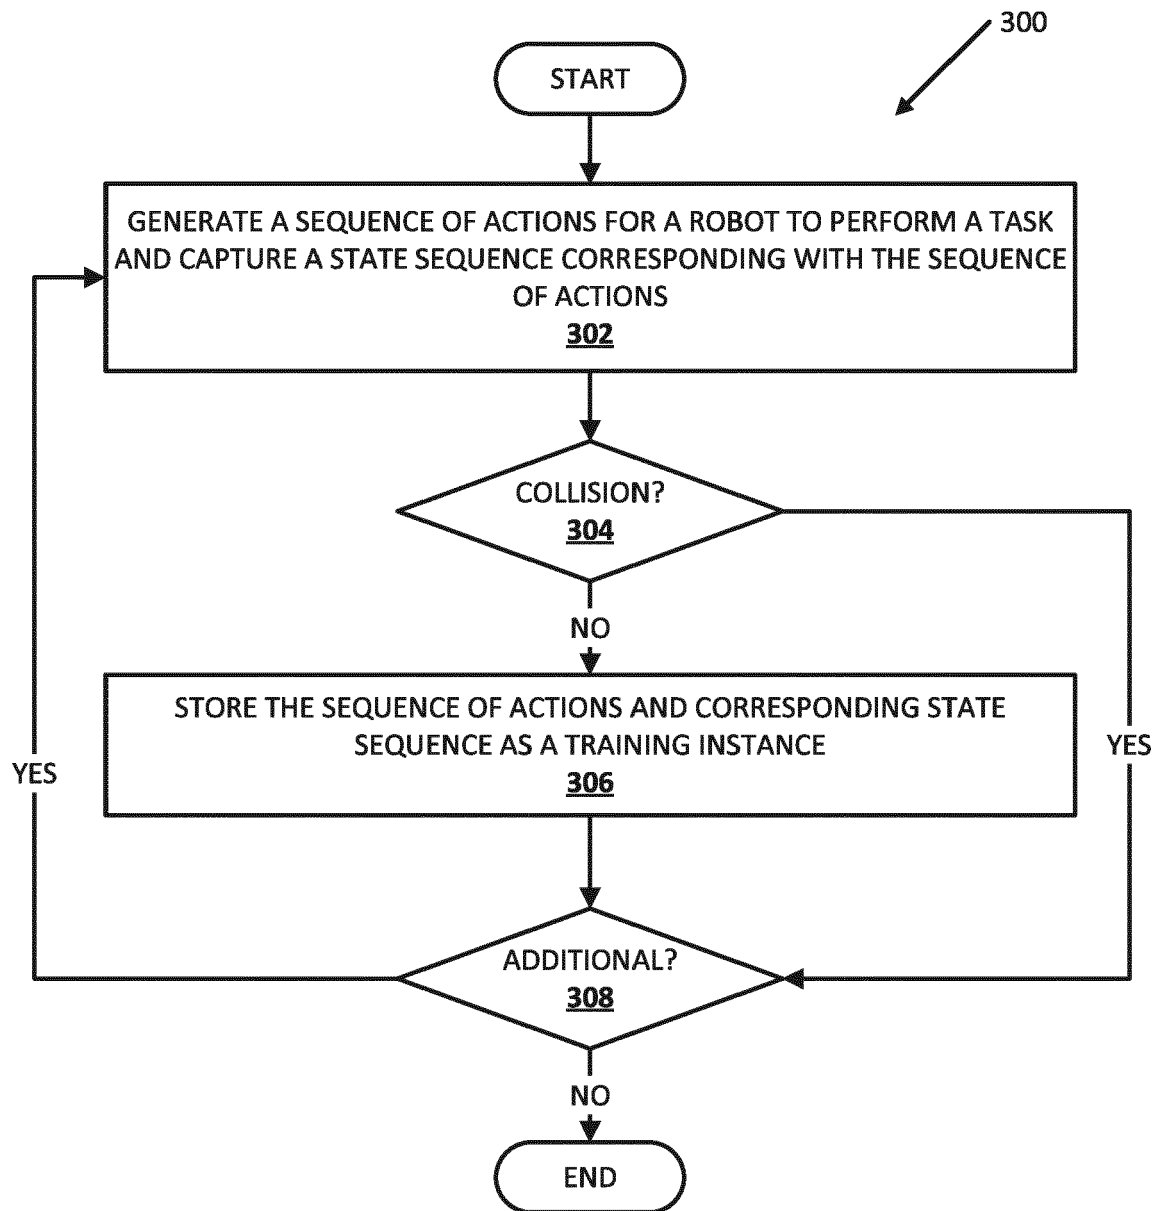 300
START
GENERATE A SEQUENCE OF ACTIONS FOR A ROBOT TO PERFORM A TASK
AND CAPTURE A STATE SEQUENCE CORRESPONDING WITH THE SEQUENCE
OF ACTIONS
302
COLLISION?
304
NO
STORE THE SEQUENCE OF ACTIONS AND CORRESPONDING STATE
SEQUENCE AS A TRAINING INSTANCE
306
YES
YES
ADDITIONAL?
308
NO
END